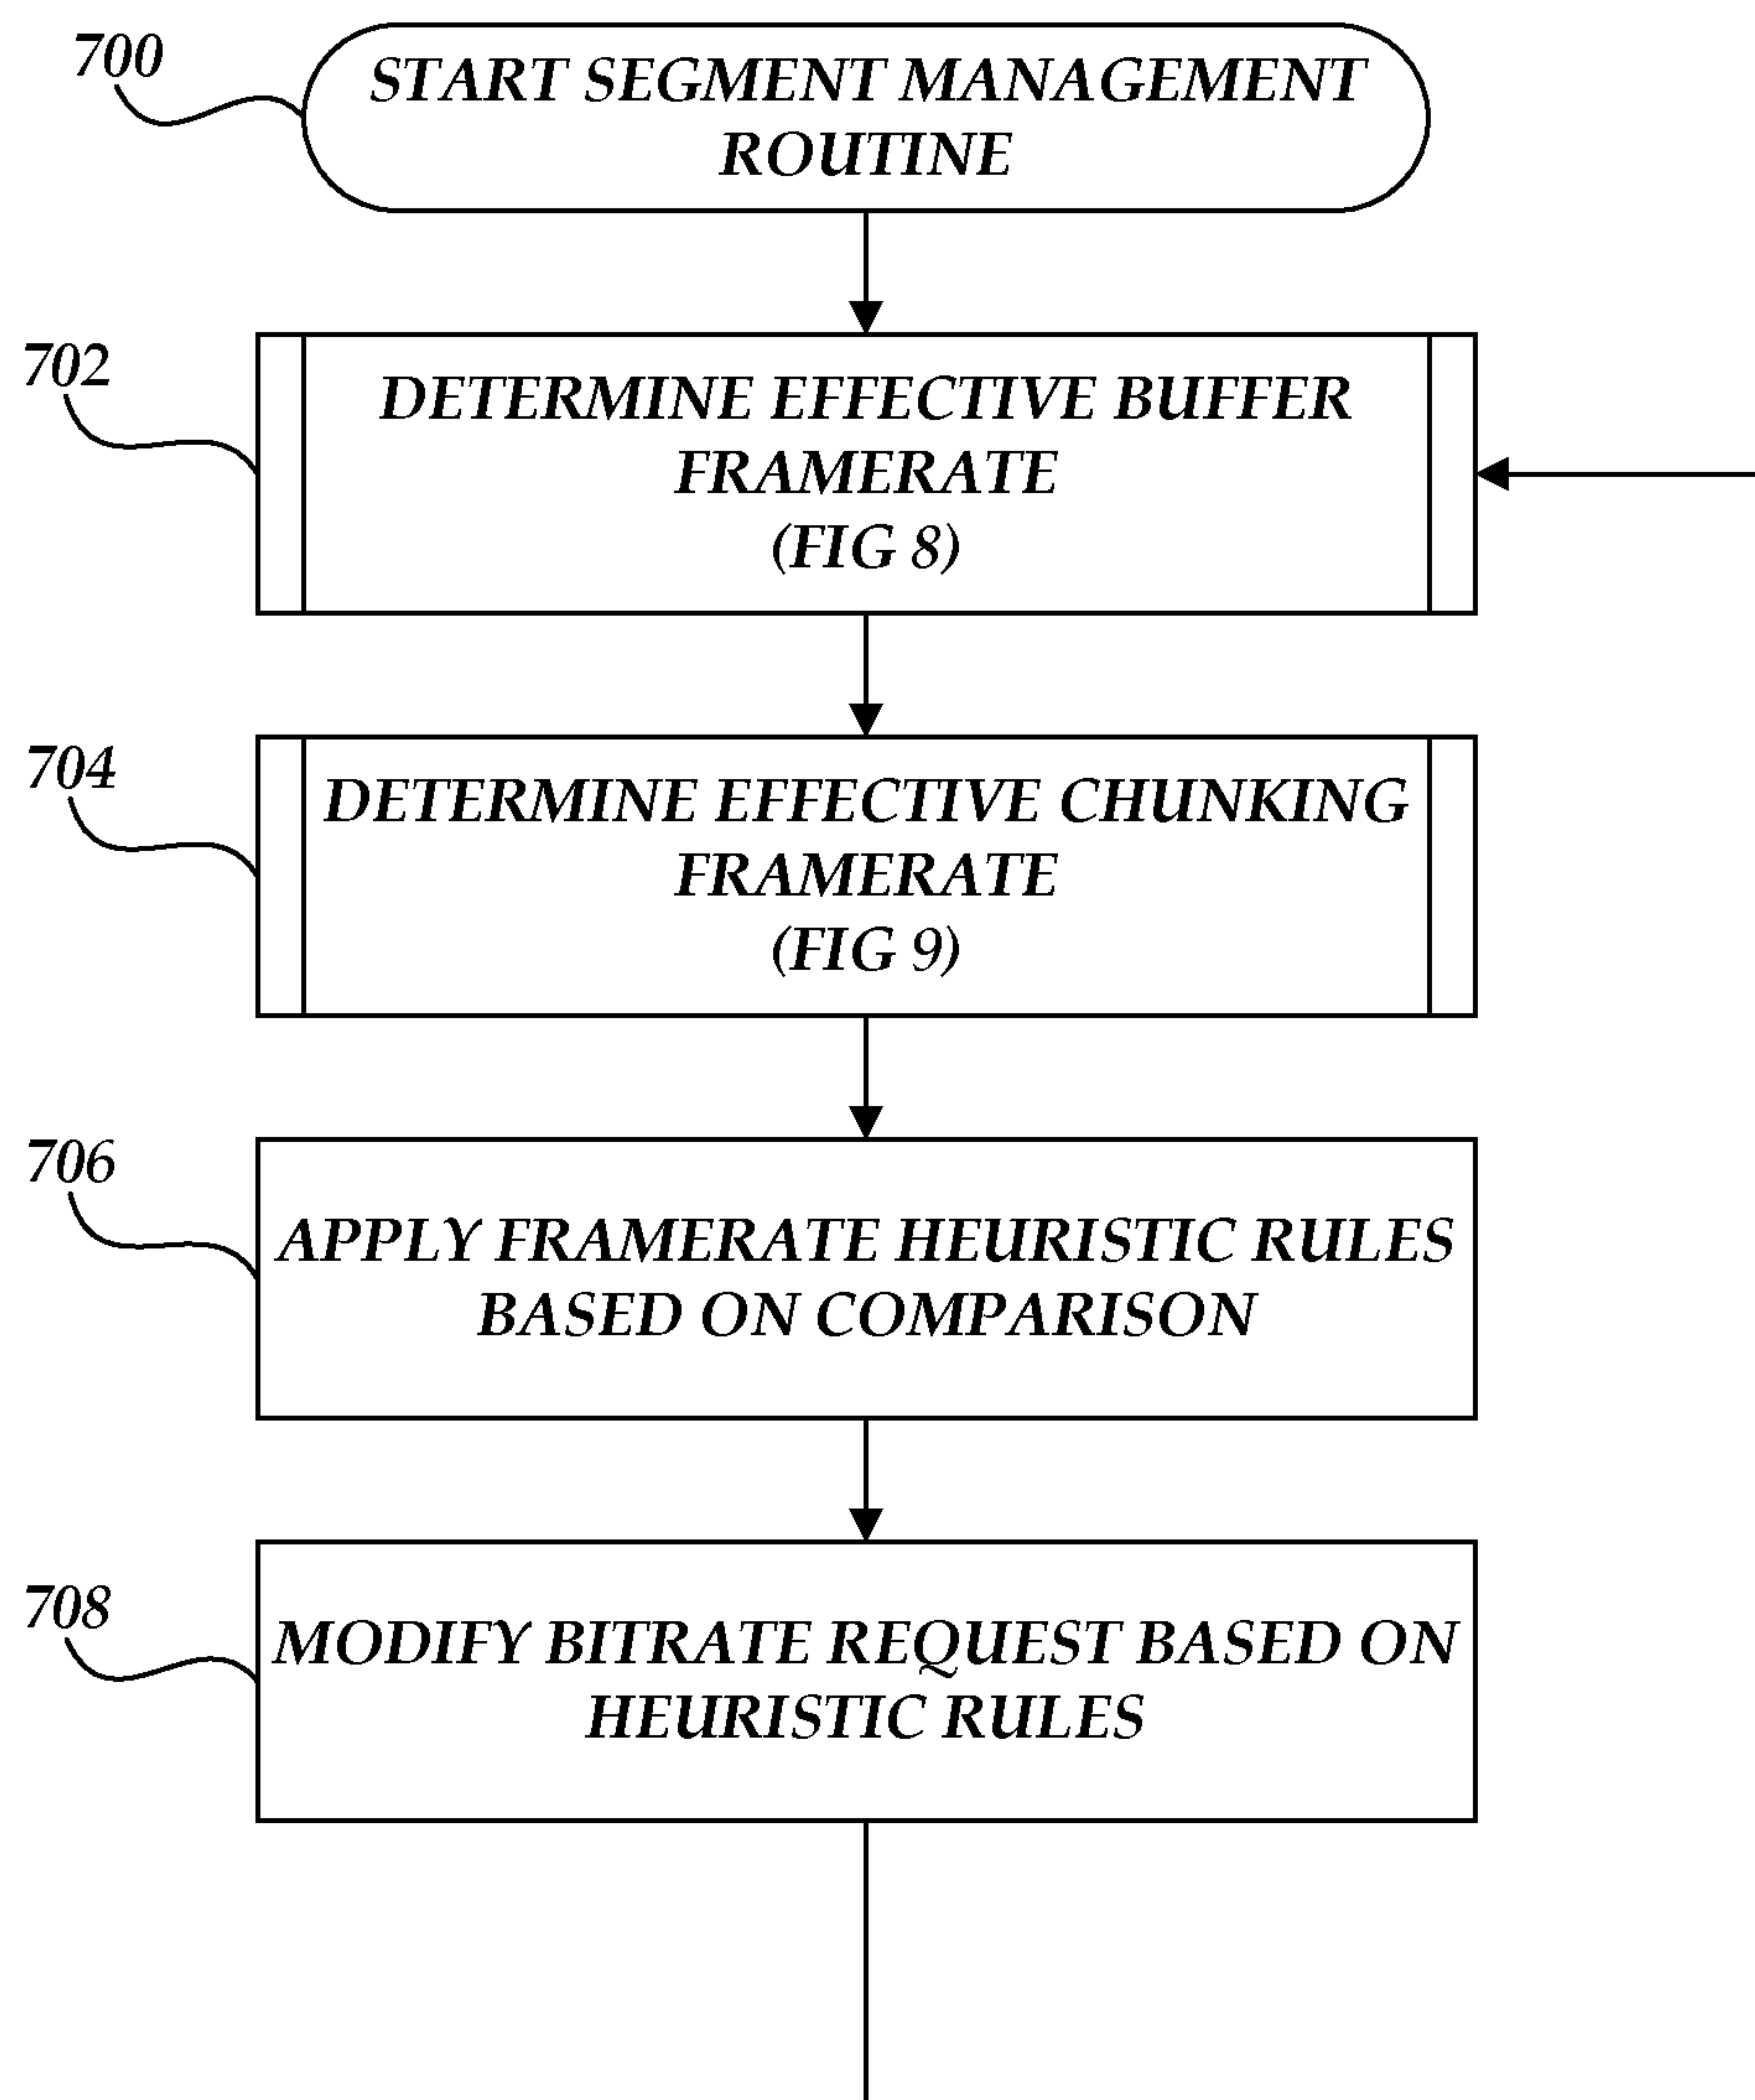 700
START SEGMENT MANAGEMENT
ROUTINE
702
DETERMINE EFFECTIVE BUFFER
FRAMERATE
(FIG 8)
704
DETERMINE EFFECTIVE CHUNKING
FRAMERATE
(FIG 9)
706
APPLY FRAMERATE HEURISTIC RULES
BASED ON COMPARISON
708
MODIFY BITRATE REQUEST BASED ON
HEURISTIC RULES